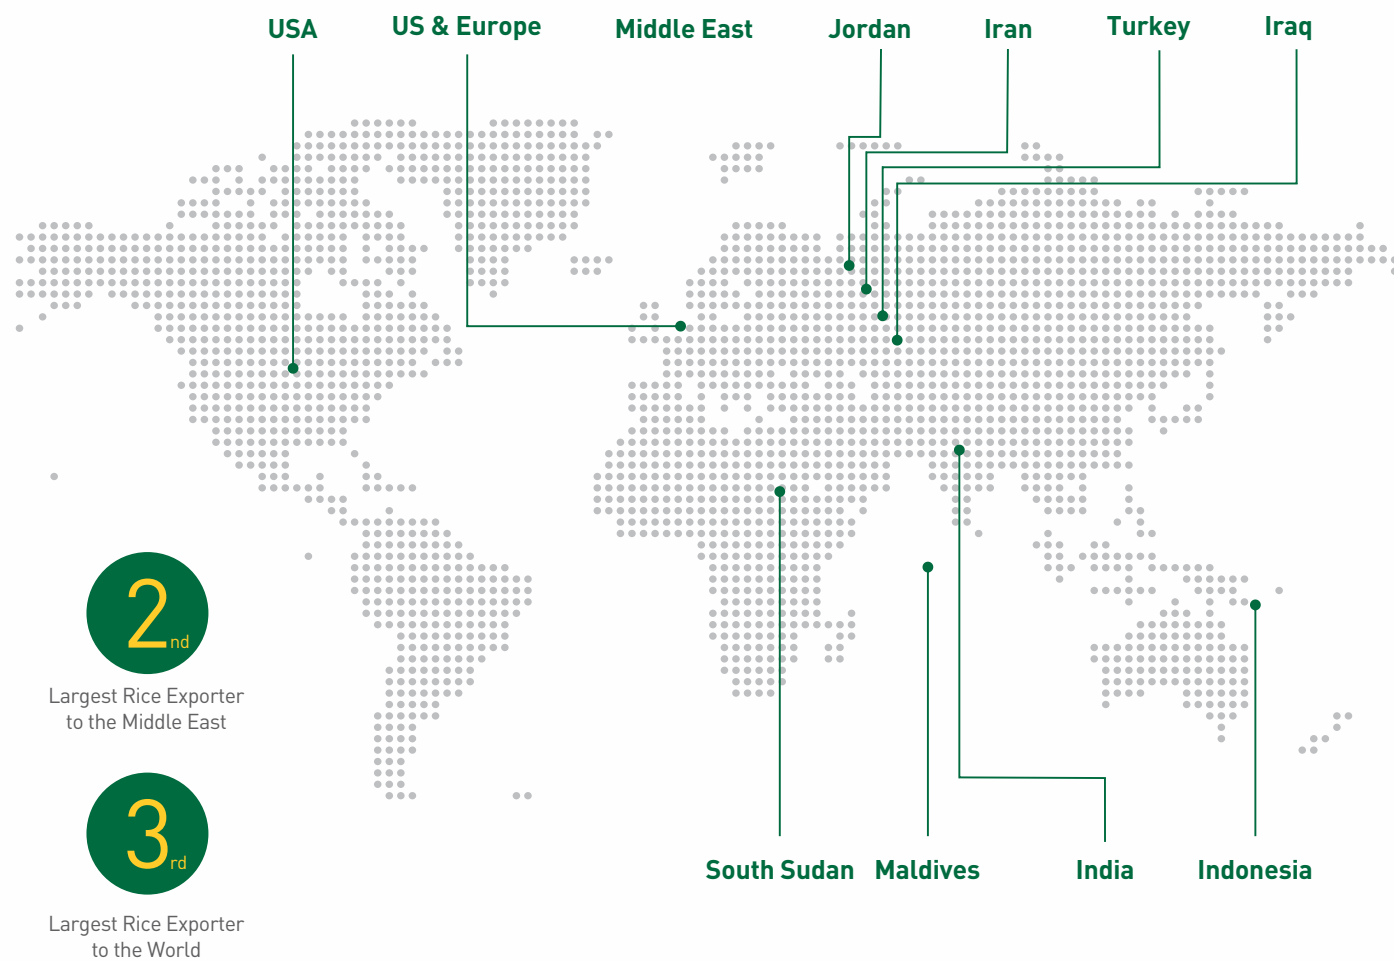 USA
US & Europe
Middle East
Jordan
Iran
Turkey
Iraq
2nd
Largest Rice Exporter
to the Middle East
3rd
Largest Rice Exporter
to the World
South Sudan
Maldives
India
Indonesia